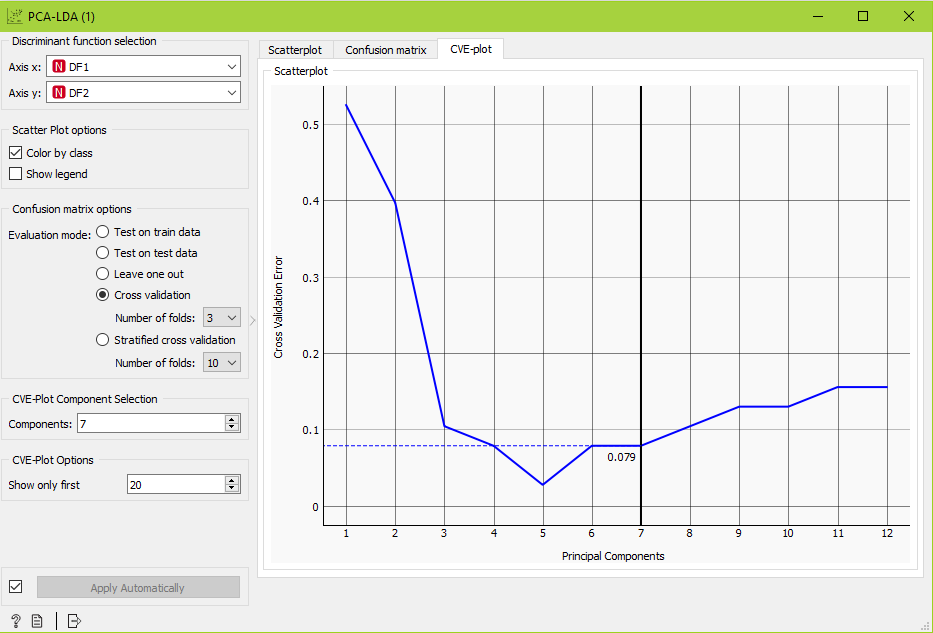 PCA-LDA (1)
Discriminant function selection
Axis x: N DF1
Axis y: N DF2
Scatter Plot options
Color by class
Show legend
Confusion matrix options
Evaluation mode: Test on train data
Test on test data
Leave one out
Cross validation
Number of folds: 3
Stratified cross validation
Number of folds: 10
CVE-Plot Component Selection
Components: 7
CVE-Plot Options
Show only first 20
Apply Automatically
?
Scatterplot Confusion matrix CVE-plot
Scatterplot
0.5
0.4
0.3
0.2
0.1
0
Cross Validation Error
0.079
1 2 3 4 5 6 7 8 9 10 11 12
Principal Components